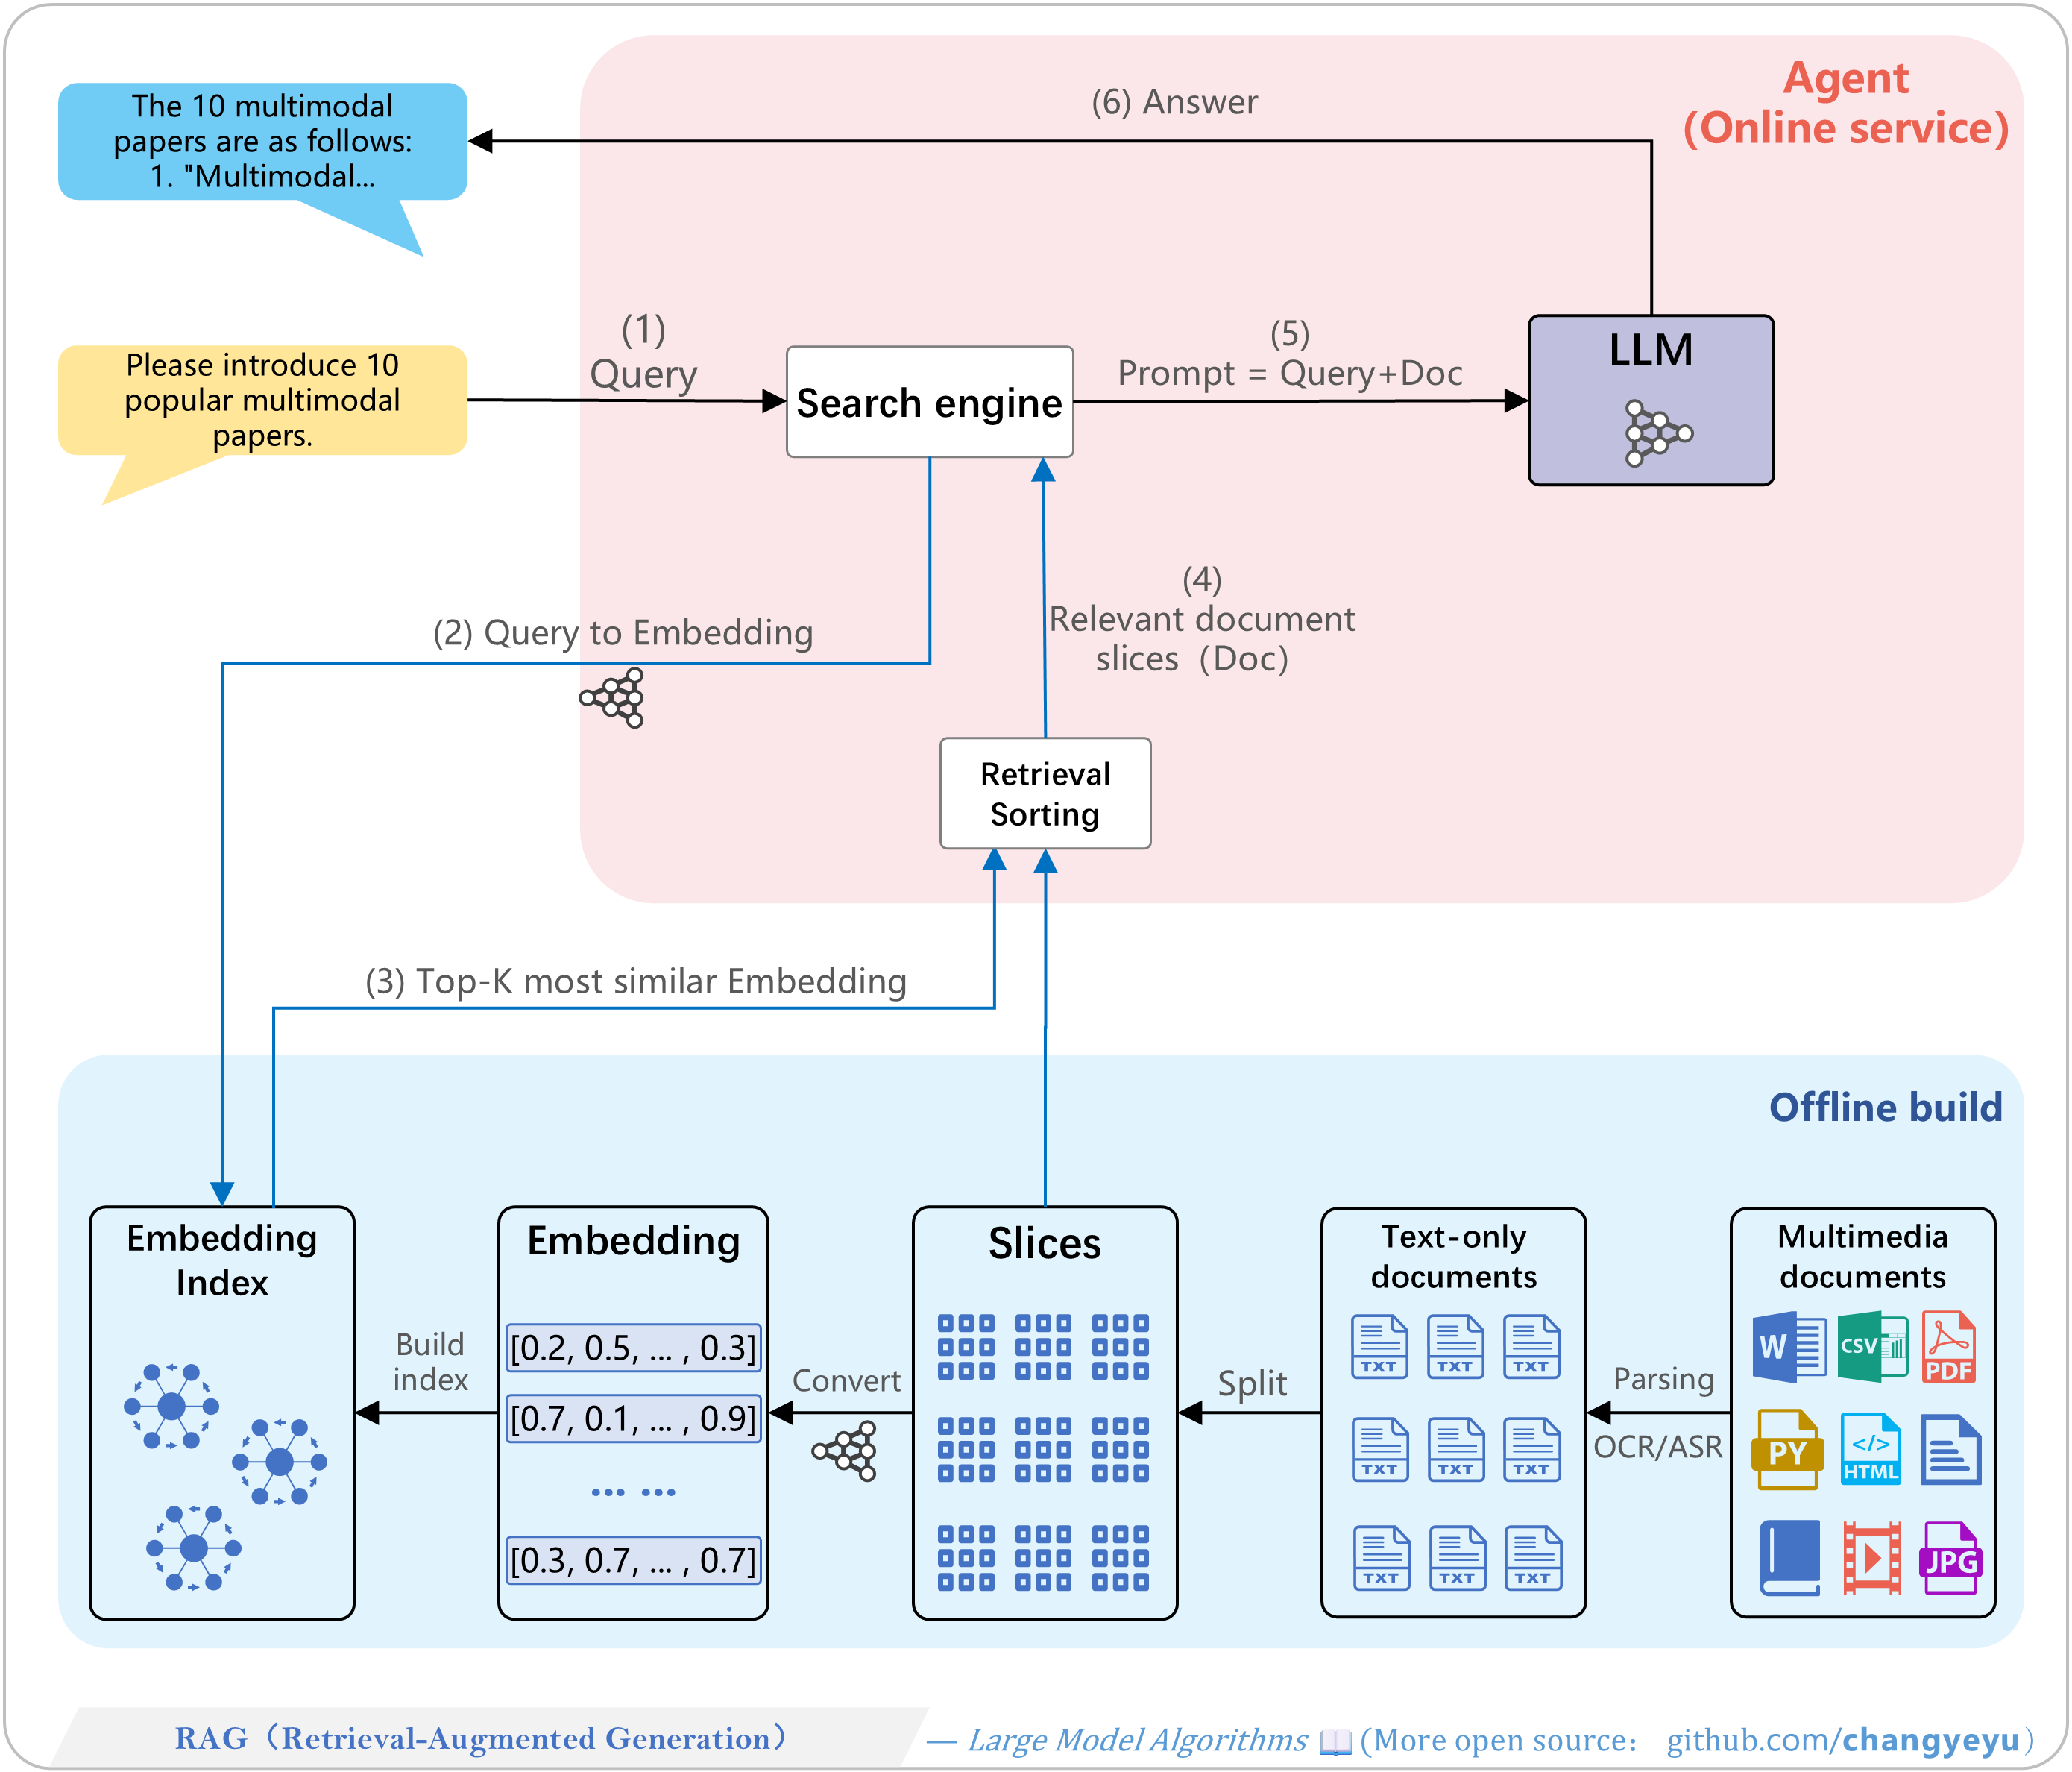 Agent
(Online service)
The 10 multimodal
papers are as follows:
1. "Multimodal...
(6) Answer
Please introduce 10
popular multimodal
papers.
(1)
Query
Search engine
(5)
Prompt = Query+Doc
LLM
(2) Query to Embedding
(4)
Relevant document
slices（Doc）
Retrieval
Sorting
(3) Top-K most similar Embedding
Offline build
Embedding
Index
Build
index
Embedding
[0.2, 0.5, ... , 0.3]
[0.7, 0.1, ... , 0.9]
... ...
[0.3, 0.7, ... , 0.7]
Convert
Slices
Split
Text-only
documents
TXT TXT TXT
TXT TXT TXT
TXT TXT TXT
Parsing
OCR/ASR
Multimedia
documents
W CSV PDF
PY </> HTML
JPG
RAG（Retrieval-Augmented Generation）
— Large Model Algorithms 📖 (More open source： github.com/changyeyu）